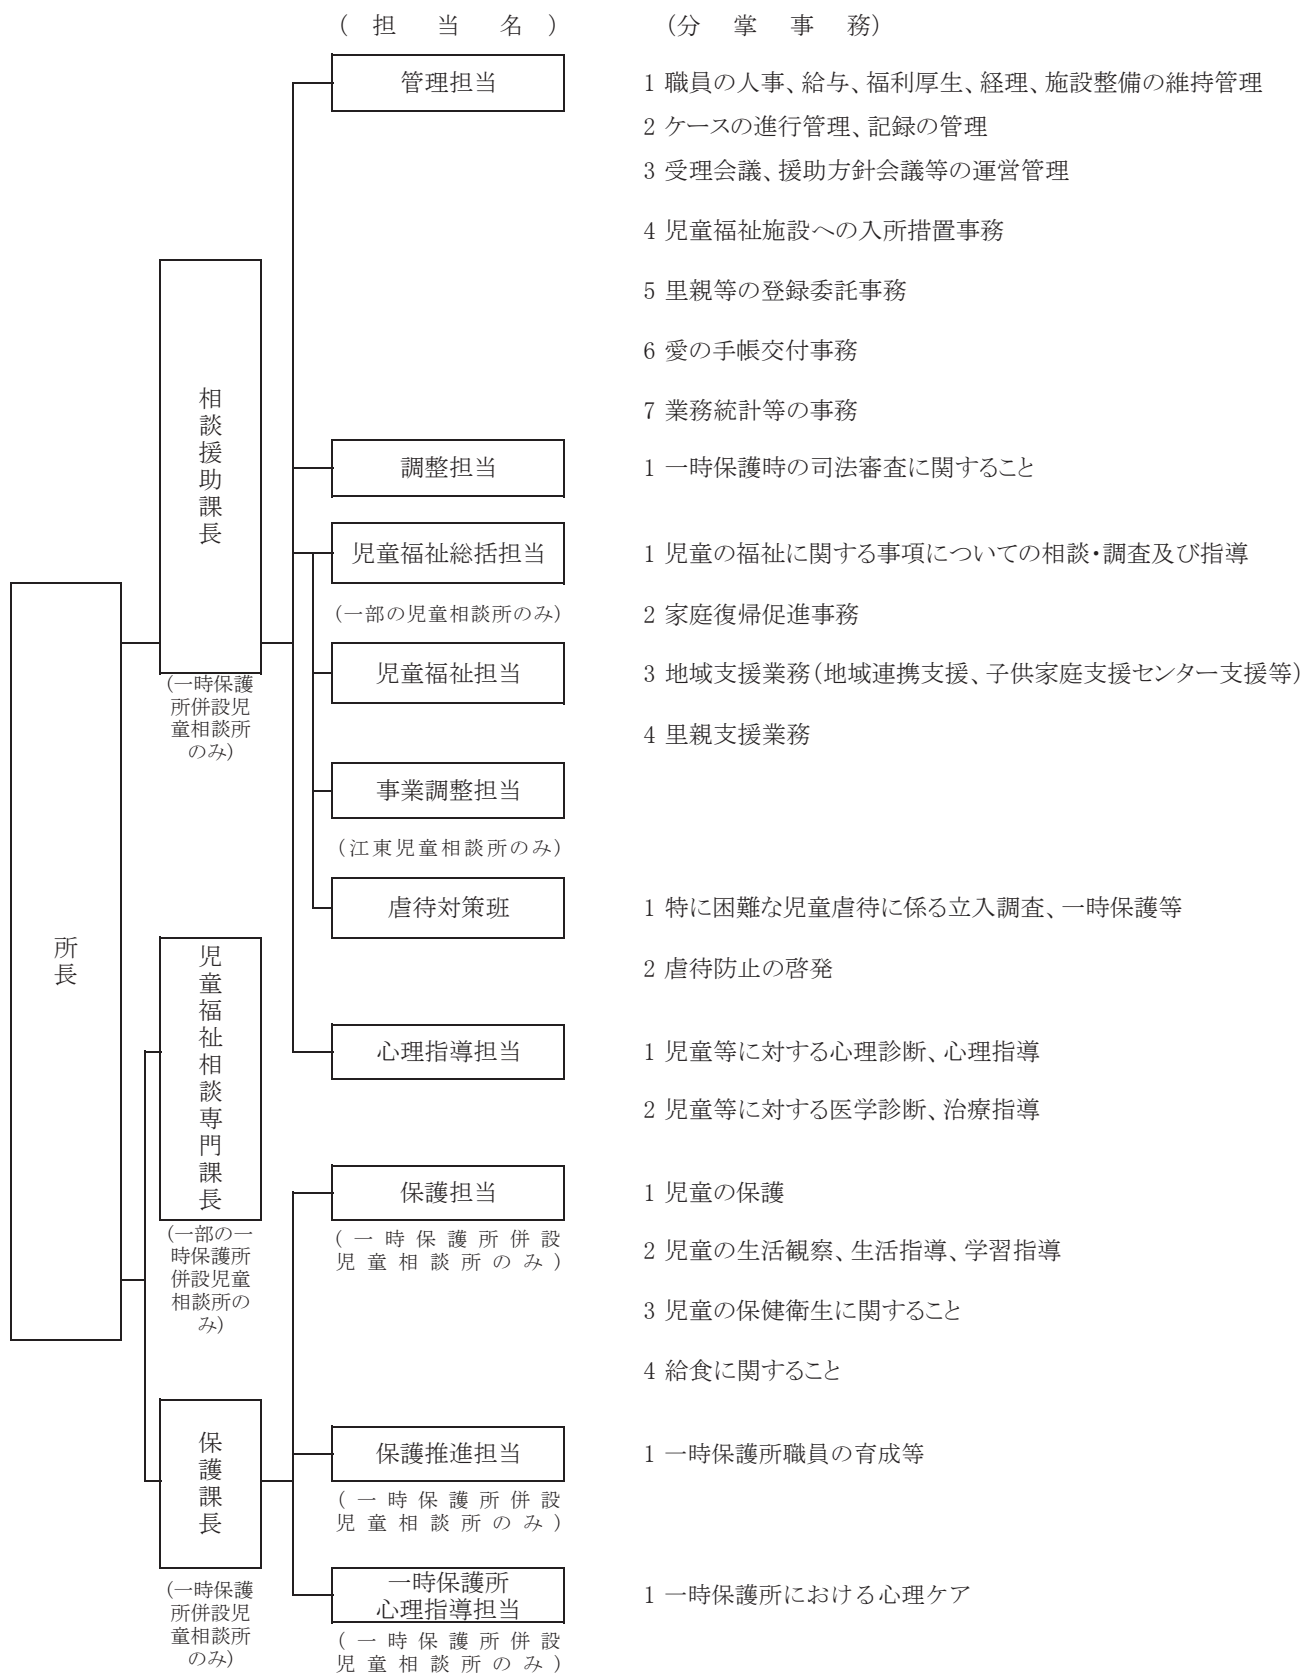 (担当名)
(分掌事務)
管理担当
1 職員の人事、給与、福利厚生、経理、施設整備の維持管理
2 ケースの進行管理、記録の管理
3 受理会議、援助方針会議等の運営管理
4 児童福祉施設への入所措置事務
5 里親等の登録委託事務
6 愛の手帳交付事務
7 業務統計等の事務
相談援助課長
(一時保護
所併設児
童相談所
のみ)
調整担当
1 一時保護時の司法審査に関すること
児童福祉総括担当
(一部の児童相談所のみ)
1 児童の福祉に関する事項についての相談・調査及び指導
2 家庭復帰促進事務
児童福祉担当
3 地域支援業務(地域連携支援、子供家庭支援センター支援等)
4 里親支援業務
事業調整担当
(江東児童相談所のみ)
虐待対策班
1 特に困難な児童虐待に係る立入調査、一時保護等
2 虐待防止の啓発
所長
児童福祉相談専門課長
(一部の一
時保護所
併設児童
相談所の
み)
心理指導担当
1 児童等に対する心理診断、心理指導
2 児童等に対する医学診断、治療指導
保護担当
(一時保護所併設
児童相談所のみ)
1 児童の保護
2 児童の生活観察、生活指導、学習指導
3 児童の保健衛生に関すること
4 給食に関すること
保護課長
(一時保護
所併設児
童相談所
のみ)
保護推進担当
(一時保護所併設
児童相談所のみ)
1 一時保護所職員の育成等
一時保護所
心理指導担当
(一時保護所併設
児童相談所のみ)
1 一時保護所における心理ケア